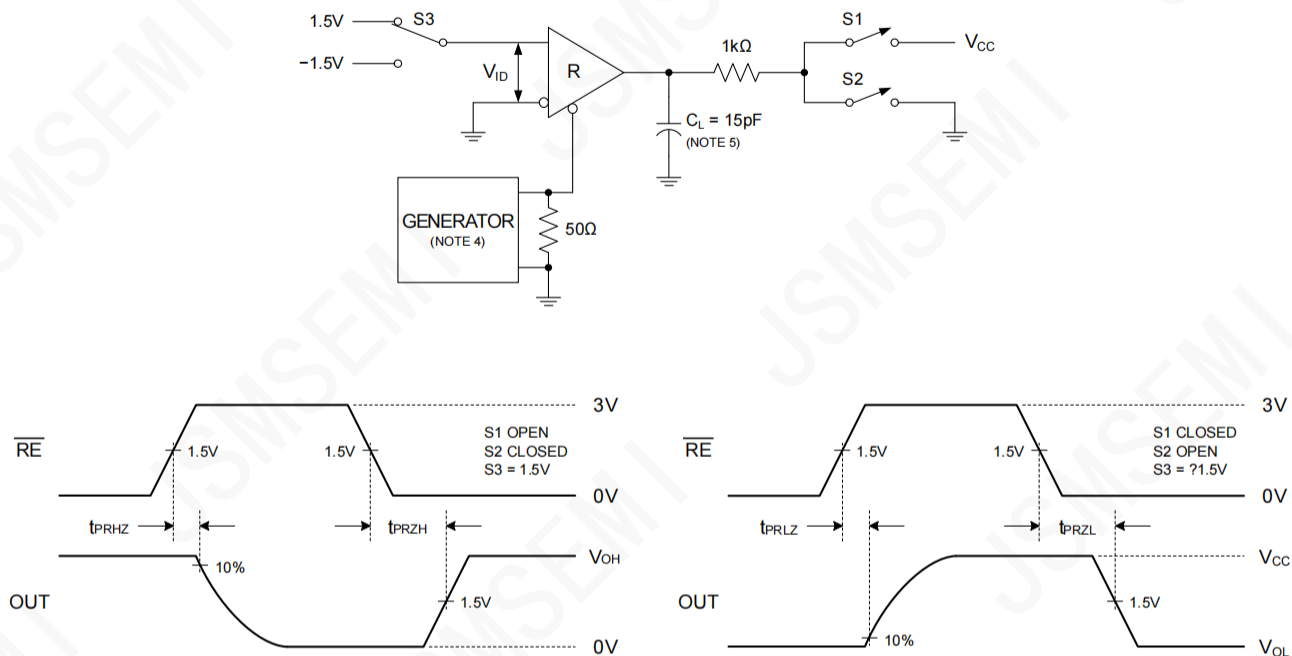 1.5V
S3
−1.5V
V_ID
R
1kΩ
S1
V_CC
S2
C_L = 15pF
(NOTE 5)
GENERATOR
(NOTE 4)
50Ω
RE
1.5V
1.5V
S1 OPEN
S2 CLOSED
S3 = 1.5V
3V
0V
tPRHZ
tPRZH
OUT
10%
1.5V
VOH
0V
RE
1.5V
1.5V
S1 CLOSED
S2 OPEN
S3 = ?1.5V
3V
0V
tPRLZ
tPRZL
OUT
10%
1.5V
VCC
VOL
JSMSEMI